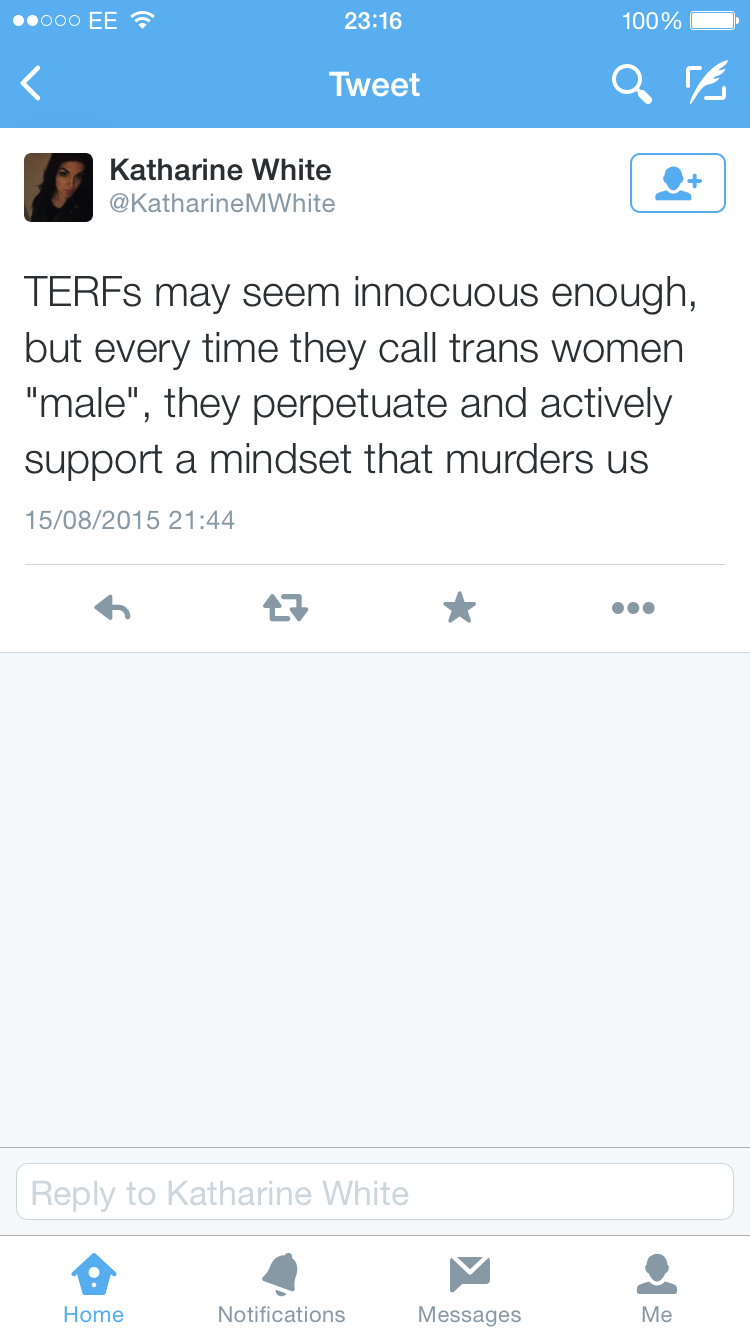 EE 23:16 100%
Tweet
Katharine White
@KatharineMWhite
TERFs may seem innocuous enough,
but every time they call trans women
"male", they perpetuate and actively
support a mindset that murders us
15/08/2015 21:44
Reply to Katharine White
Home Notifications Messages Me